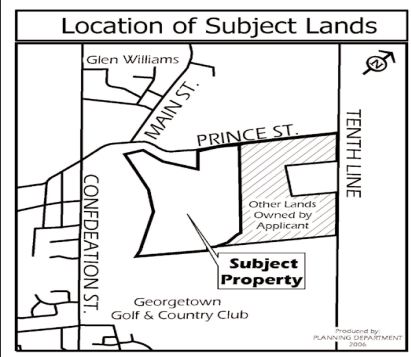 Location of Subject Lands
Glen Williams
N
MAIN ST.
PRINCE ST.
TENTH LINE
CONFDEATION ST.
Other Lands
Owned by
Applicant
Subject
Property
Georgetown
Golf & Country Club
Produced by:
PLANNING DEPARTMENT
2006